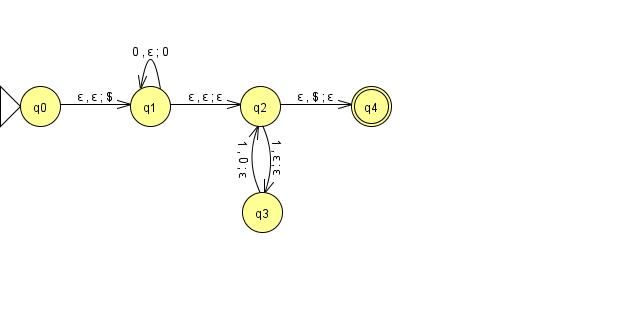 0 , ε ; 0
q0
ε , ε ; $
q1
ε , ε ; ε
q2
ε , $ ; ε
q4
1 , 0 ; ε
1 , ε ; ε
q3